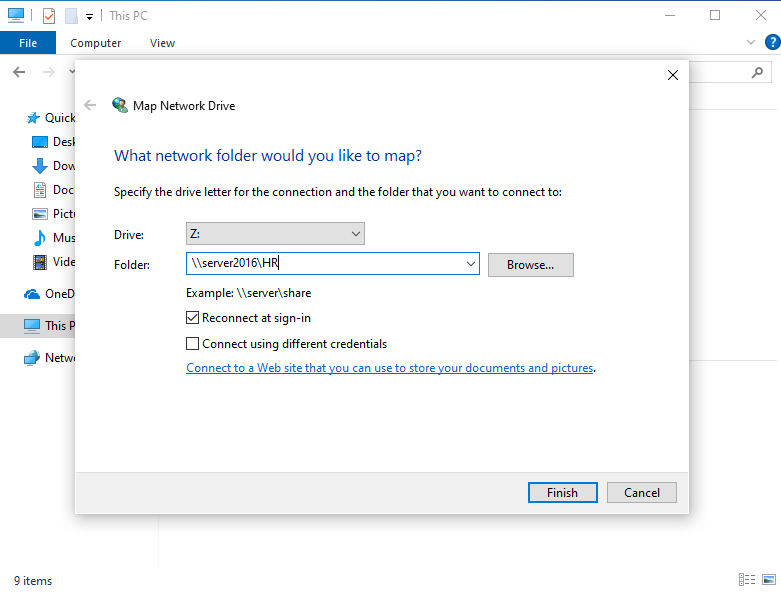 This PC
File Computer View
Map Network Drive
What network folder would you like to map?
Specify the drive letter for the connection and the folder that you want to connect to:
Drive: Z:
Folder: \\server2016\HR Browse...
Example: \\server\share
Reconnect at sign-in
Connect using different credentials
Connect to a Web site that you can use to store your documents and pictures.
Finish Cancel
Quick
Desk
Dow
Doc
Pictu
Mus
Vide
OneD
This P
Netwo
9 items